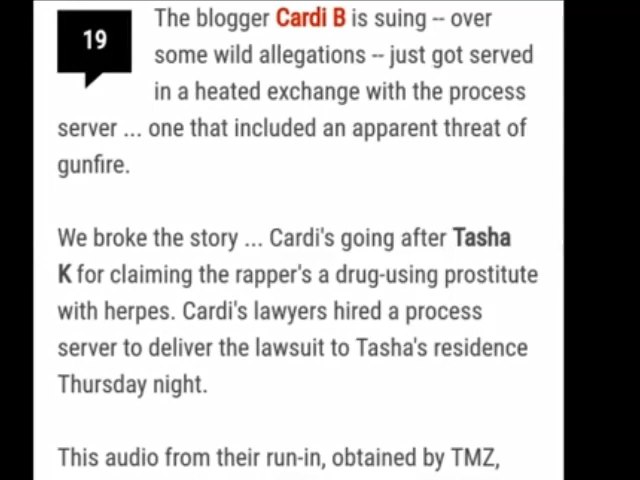 19
The blogger Cardi B is suing -- over
some wild allegations -- just got served
in a heated exchange with the process
server ... one that included an apparent threat of
gunfire.
We broke the story ... Cardi's going after Tasha
K for claiming the rapper's a drug-using prostitute
with herpes. Cardi's lawyers hired a process
server to deliver the lawsuit to Tasha's residence
Thursday night.
This audio from their run-in, obtained by TMZ,